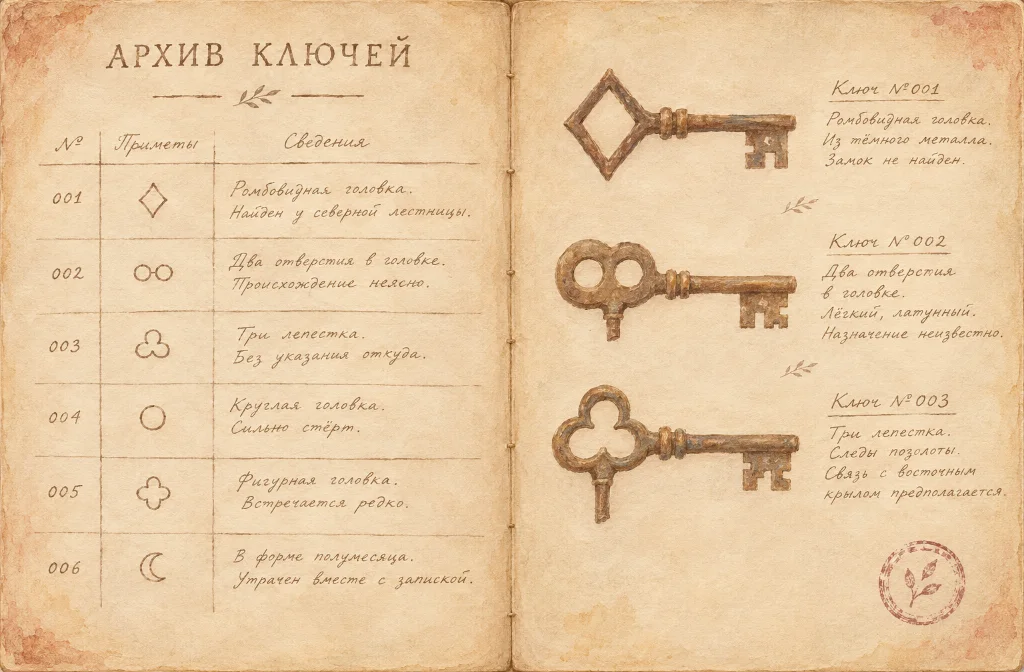 АРХИВ КЛЮЧЕЙ
№ Приметы Сведения
001 Ромбовидная головка.
Найден у северной лестницы.
002 Два отверстия в головке.
Происхождение неясно.
003 Три лепестка.
Без указания откуда.
004 Круглая головка.
Сильно стёрт.
005 Фигурная головка.
Встречается редко.
006 В форме полумесяца.
Утрачен вместе с запиской.
Ключ №001
Ромбовидная головка.
Из тёмного металла.
Замок не найден.
Ключ №002
Два отверстия
в головке.
Лёгкий, латунный.
Назначение неизвестно.
Ключ №003
Три лепестка.
Следы позолоты.
Связь с восточным
крылом предполагается.